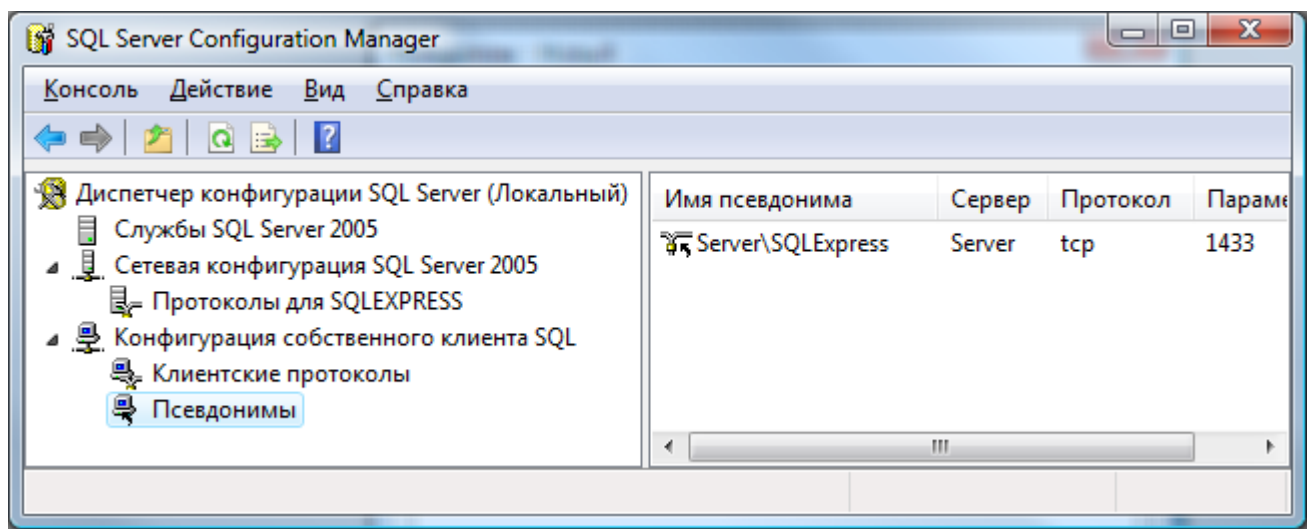 SQL Server Configuration Manager
Консоль Действие Вид Справка
Диспетчер конфигурации SQL Server (Локальный)
Службы SQL Server 2005
Сетевая конфигурация SQL Server 2005
Протоколы для SQLEXPRESS
Конфигурация собственного клиента SQL
Клиентские протоколы
Псевдонимы
Имя псевдонима Сервер Протокол Параме
Server\SQLExpress Server tcp 1433